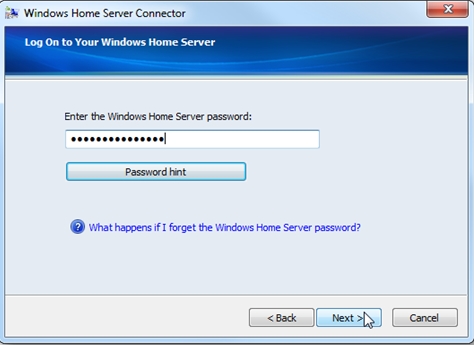 Windows Home Server Connector
Log On to Your Windows Home Server
Enter the Windows Home Server password:
●●●●●●●●●●●●●●●
Password hint
? What happens if I forget the Windows Home Server password?
< Back Next > Cancel